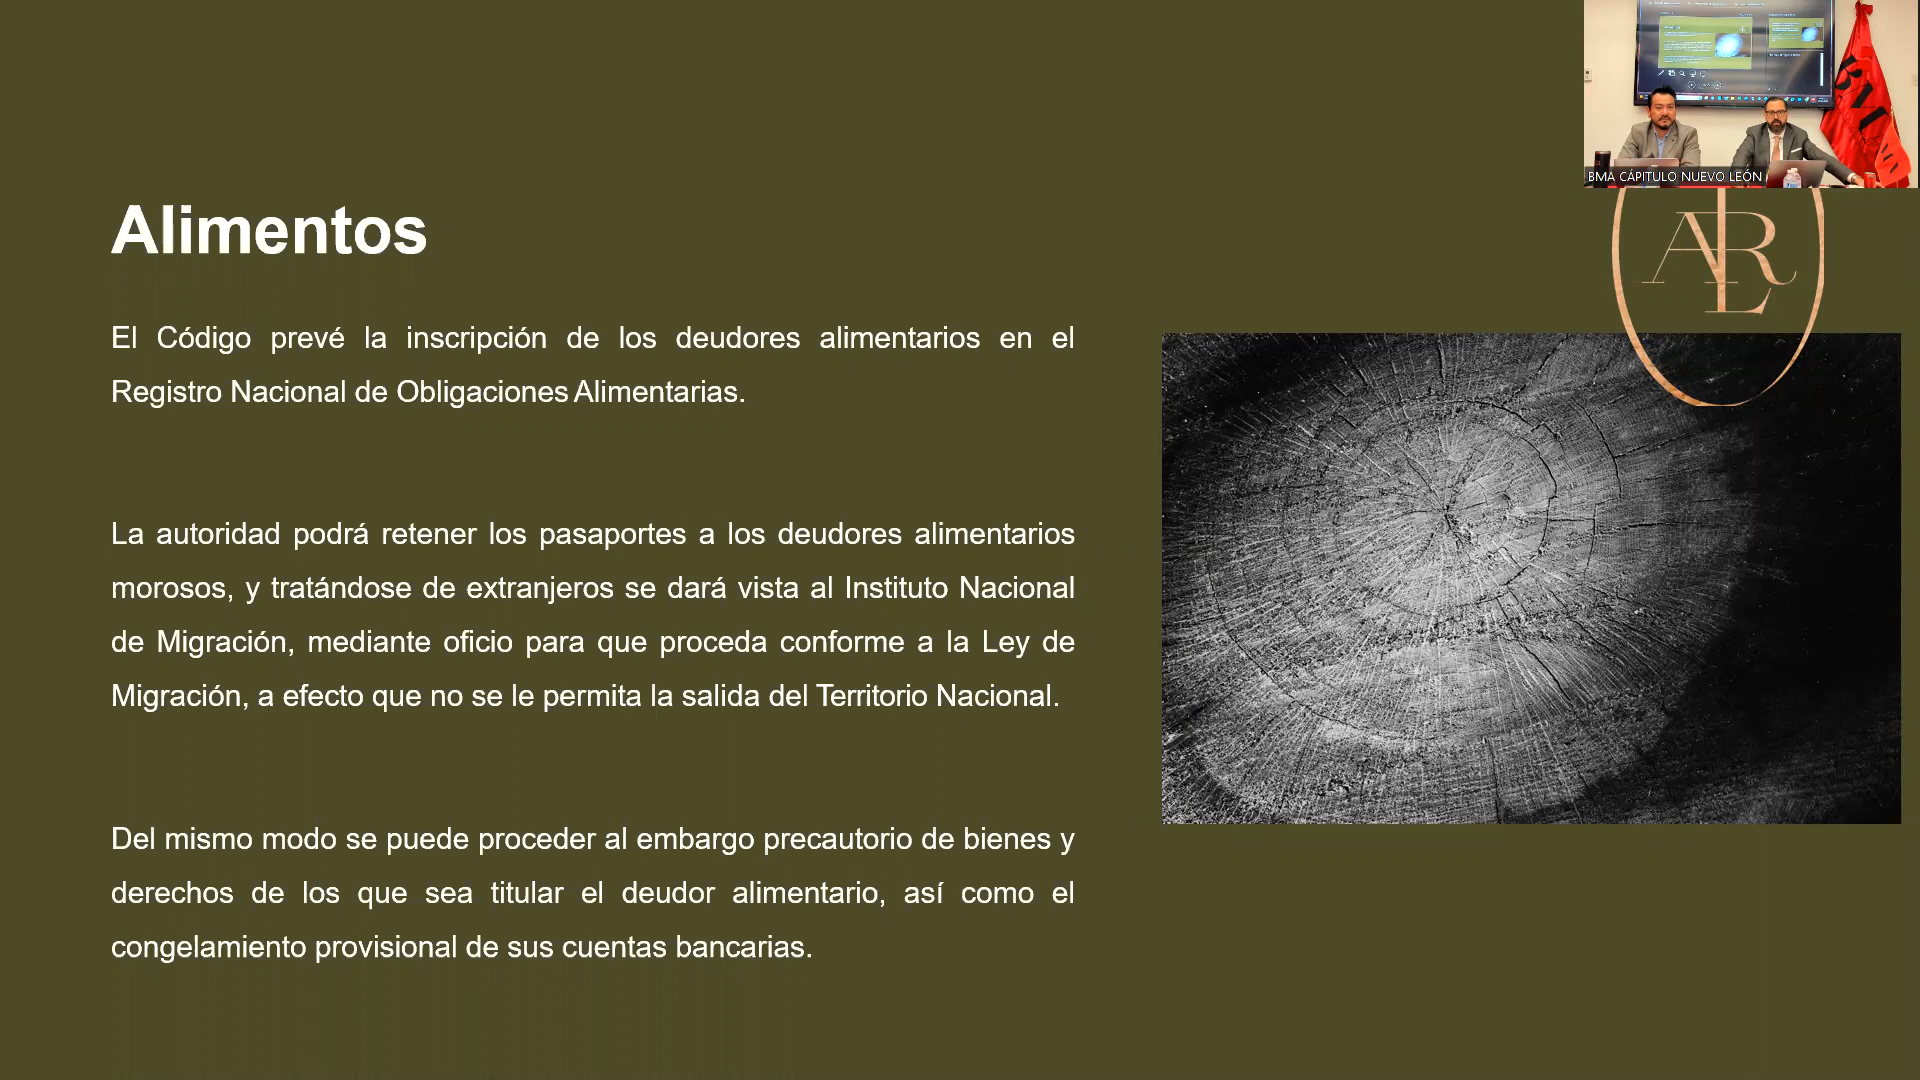 BMA CÁPITULO NUEVO LEÓN
ARL
Alimentos
El Código prevé la inscripción de los deudores alimentarios en el
Registro Nacional de Obligaciones Alimentarias.
La autoridad podrá retener los pasaportes a los deudores alimentarios
morosos, y tratándose de extranjeros se dará vista al Instituto Nacional
de Migración, mediante oficio para que proceda conforme a la Ley de
Migración, a efecto que no se le permita la salida del Territorio Nacional.
Del mismo modo se puede proceder al embargo precautorio de bienes y
derechos de los que sea titular el deudor alimentario, así como el
congelamiento provisional de sus cuentas bancarias.